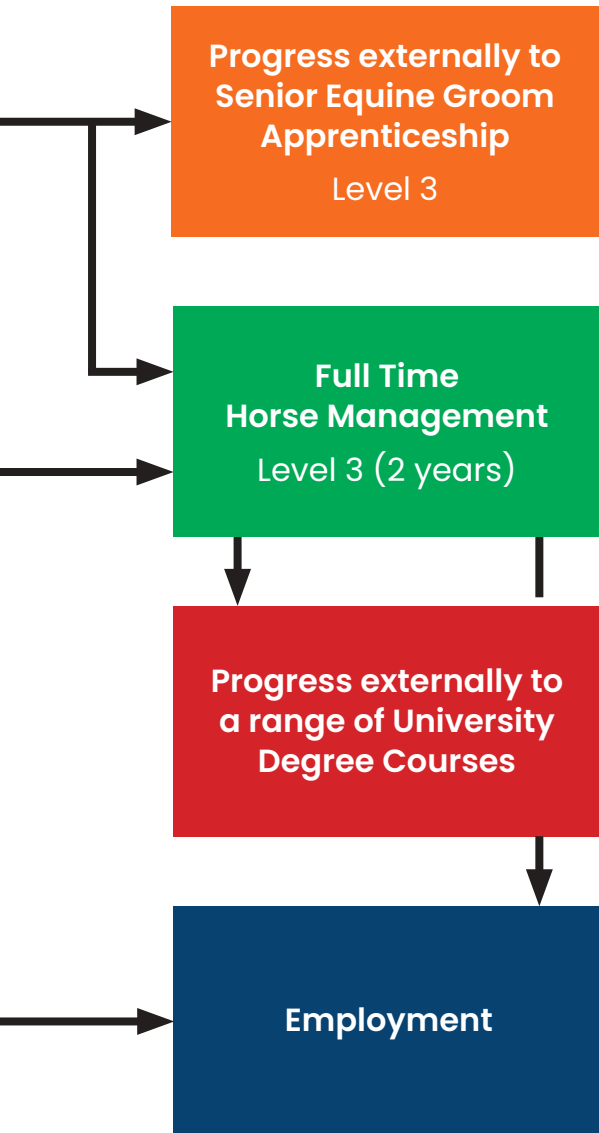 Progress externally to
Senior Equine Groom
Apprenticeship
Level 3
Full Time
Horse Management
Level 3 (2 years)
Progress externally to
a range of University
Degree Courses
Employment